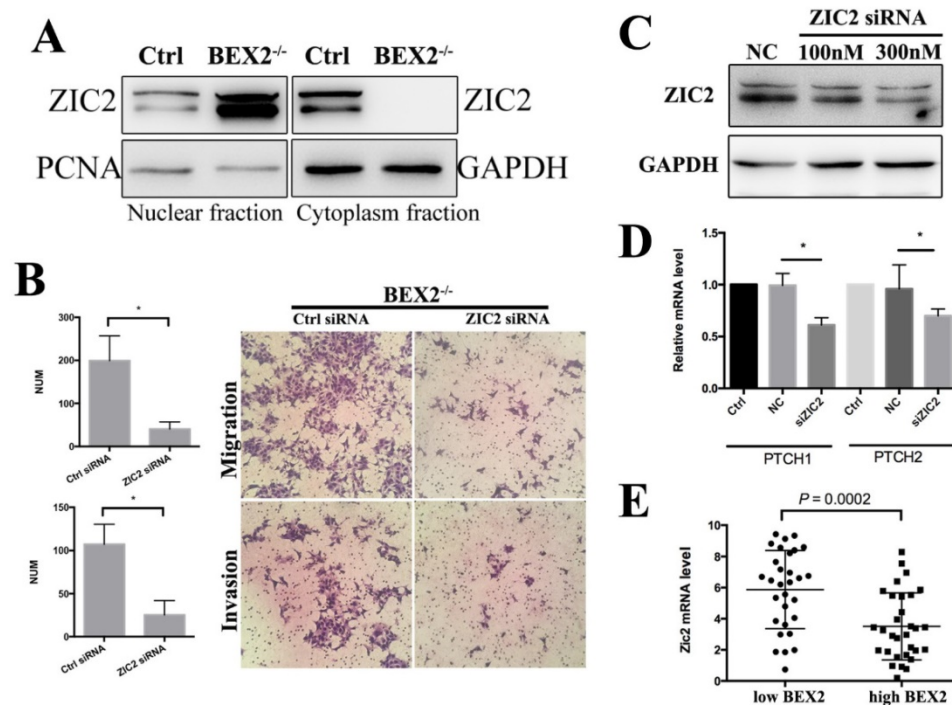 A
Ctrl BEX2-/- Ctrl BEX2-/-
ZIC2 ZIC2
PCNA GAPDH
Nuclear fraction Cytoplasm fraction
B
BEX2-/-
Ctrl siRNA ZIC2 siRNA
300
200
100
0
NUM
*
Ctrl siRNA ZIC2 siRNA
Migration
150
100
50
0
NUM
*
Ctrl siRNA ZIC2 siRNA
Invasion
C
ZIC2 siRNA
NC 100nM 300nM
ZIC2
GAPDH
D
Relative mRNA level
1.5
1.0
0.5
0.0
* *
Ctrl NC siZIC2 Ctrl NC siZIC2
PTCH1 PTCH2
E
P = 0.0002
Zic2 mRNA level
10
8
6
4
2
0
low BEX2 high BEX2